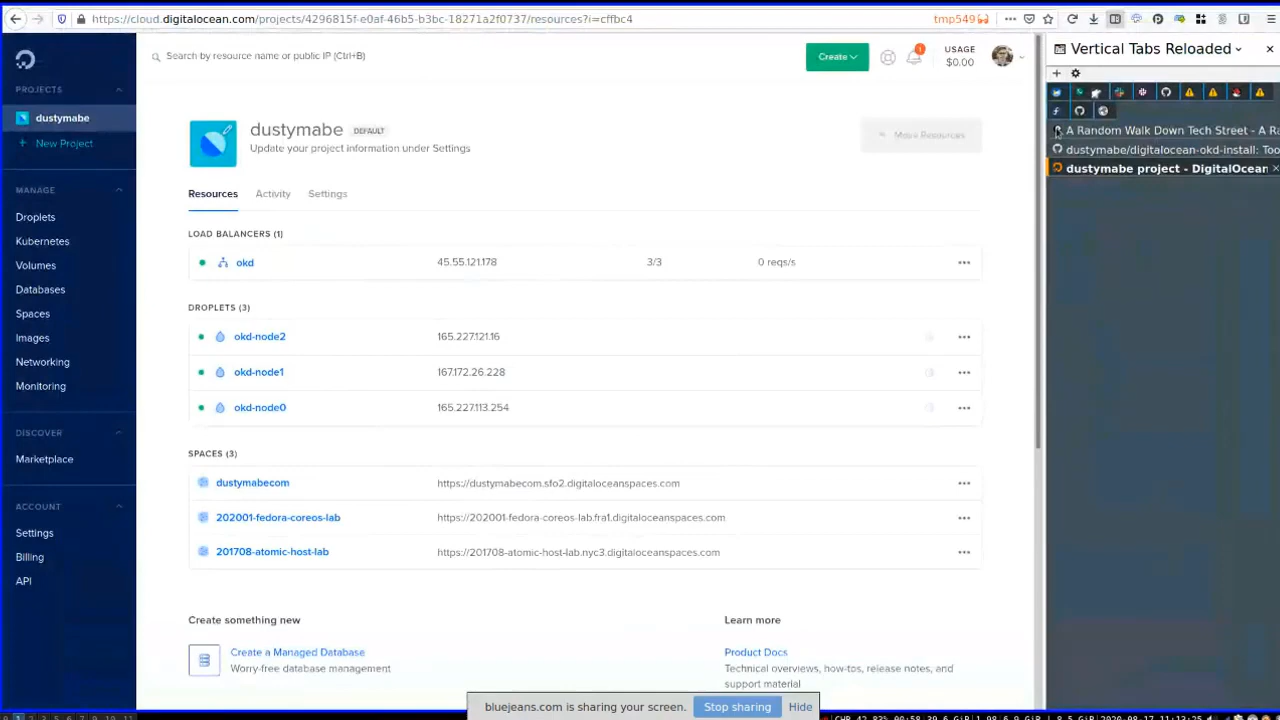 https://cloud.digitalocean.com/projects/4296815f-e0af-46b5-b3bc-18271a2f0737/resources?i=cffbc4
tmp549
Search by resource name or public IP (Ctrl+B)
Create
1
USAGE
$0.00
Vertical Tabs Reloaded
PROJECTS
dustymabe
New Project
MANAGE
Droplets
Kubernetes
Volumes
Databases
Spaces
Images
Networking
Monitoring
DISCOVER
Marketplace
ACCOUNT
Settings
Billing
API
dustymabe DEFAULT
Update your project information under Settings
Move Resources
Resources Activity Settings
LOAD BALANCERS (1)
okd 45.55.121.178 3/3 0 reqs/s
DROPLETS (3)
okd-node2 165.227.121.16
okd-node1 167.172.26.228
okd-node0 165.227.113.254
SPACES (3)
dustymabecom https://dustymabecom.sfo2.digitaloceanspaces.com
202001-fedora-coreos-lab https://202001-fedora-coreos-lab.fra1.digitaloceanspaces.com
201708-atomic-host-lab https://201708-atomic-host-lab.nyc3.digitaloceanspaces.com
Create something new
Create a Managed Database
Worry-free database management
Learn more
Product Docs
Technical overviews, how-tos, release notes, and
support material
A Random Walk Down Tech Street - A Ra
dustymabe/digitalocean-okd-install: Too
dustymabe project - DigitalOcean
bluejeans.com is sharing your screen. Stop sharing Hide